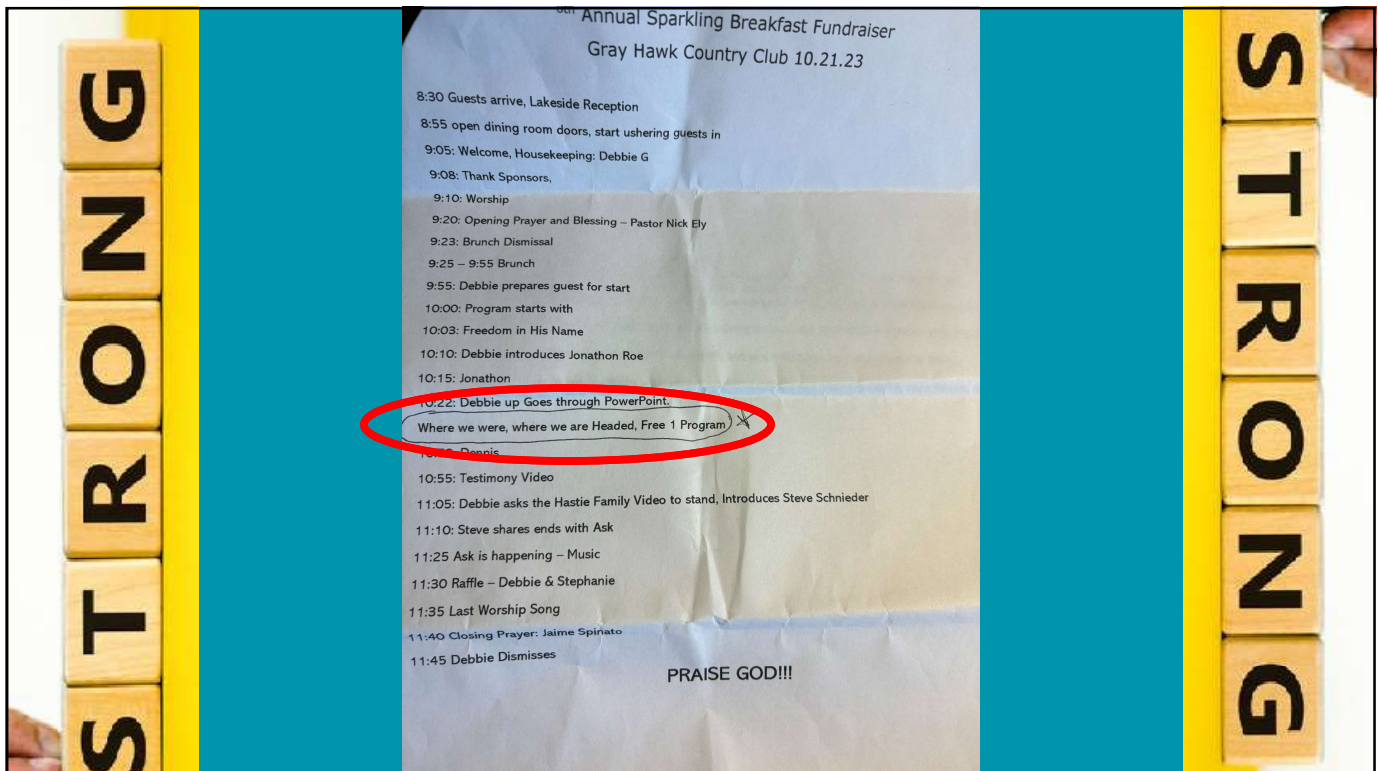 STRONG
Annual Sparkling Breakfast Fundraiser
Gray Hawk Country Club 10.21.23
8:30 Guests arrive, Lakeside Reception
8:55 open dining room doors, start ushering guests in
9:05: Welcome, Housekeeping: Debbie G
9:08: Thank Sponsors,
9:10: Worship
9:20: Opening Prayer and Blessing – Pastor Nick Ely
9:23: Brunch Dismissal
9:25 – 9:55 Brunch
9:55: Debbie prepares guest for start
10:00: Program starts with
10:03: Freedom in His Name
10:10: Debbie introduces Jonathon Roe
10:15: Jonathon
10:22: Debbie up Goes through PowerPoint.
Where we were, where we are Headed, Free 1 Program
Dennis
10:55: Testimony Video
11:05: Debbie asks the Hastie Family Video to stand, Introduces Steve Schnieder
11:10: Steve shares ends with Ask
11:25 Ask is happening – Music
11:30 Raffle – Debbie & Stephanie
11:35 Last Worship Song
11:40 Closing Prayer: Jaime Spinato
11:45 Debbie Dismisses
PRAISE GOD!!!
STRONG